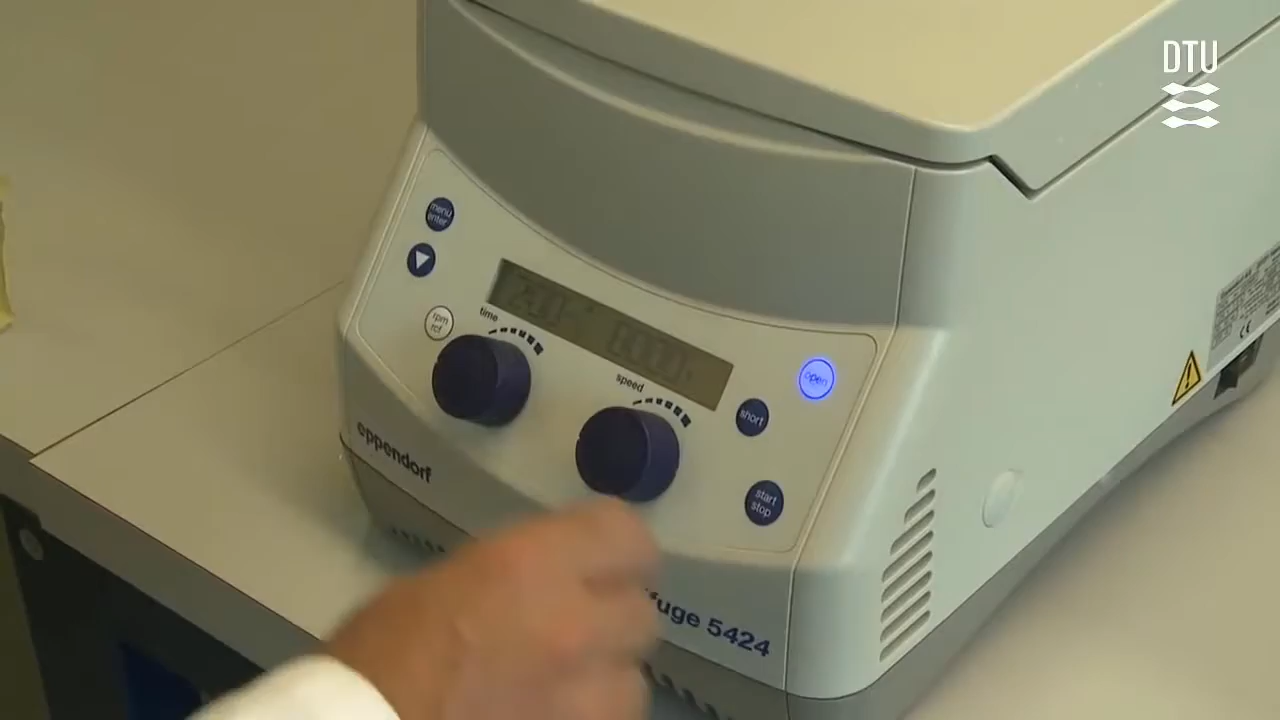 DTU
menu
enter
rpm
rcf
time
speed
open
short
start
stop
eppendorf
fuge 5424